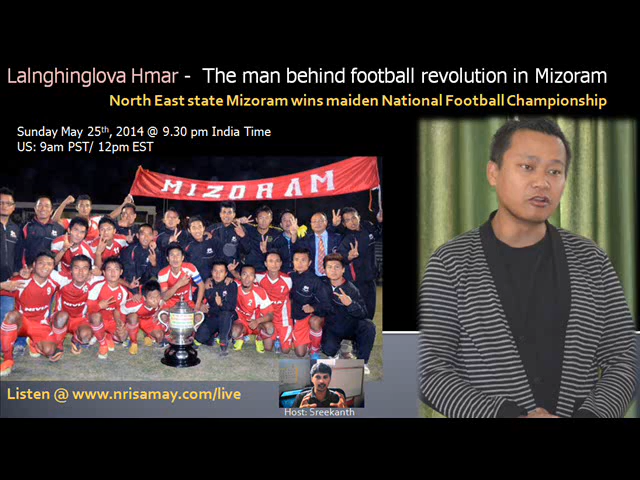 Lalnghinglova Hmar - The man behind football revolution in Mizoram
North East state Mizoram wins maiden National Football Championship
Sunday May 25th, 2014 @ 9.30 pm India Time
US: 9am PST/ 12pm EST
MIZORAM
Listen @ www.nrisamay.com/live
Host: Sreekanth